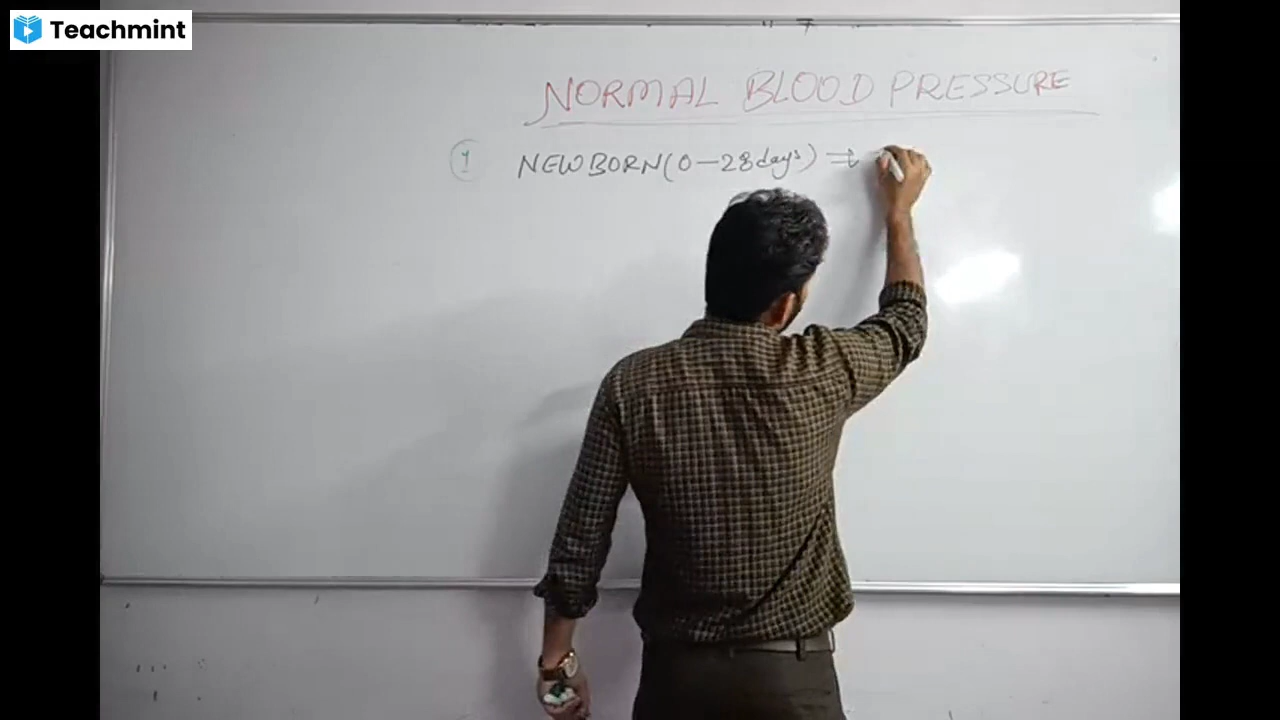 Teachmint
NORMAL BLOOD PRESSURE
1 NEWBORN (0-28days) ⇒